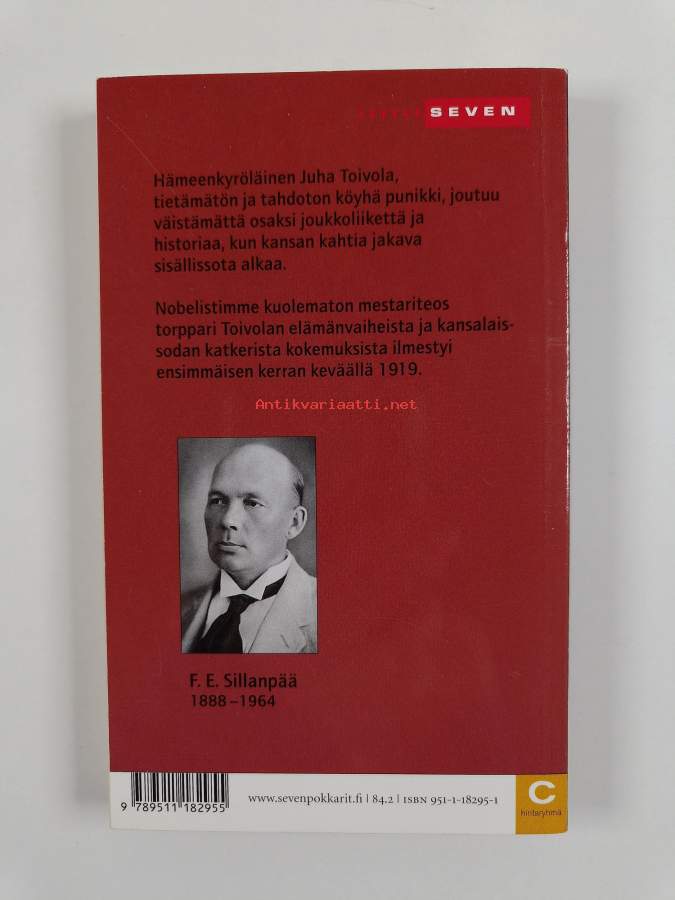 SEVEN
Hämeenkyröläinen Juha Toivola,
tietämätön ja tahdoton köyhä punikki, joutuu
väistämättä osaksi joukkoliikettä ja
historiaa, kun kansan kahtia jakava
sisällissota alkaa.
Nobelistimme kuolematon mestariteos
torppari Toivolan elämänvaiheista ja kansalais-
sodan katkerista kokemuksista ilmestyi
ensimmäisen kerran keväällä 1919.
Antikvariaatti.net
F. E. Sillanpää
1888–1964
9 789511 182955
www.sevenpokkarit.fi | 84.2 | ISBN 951-1-18295-1
C
hintaryhmä